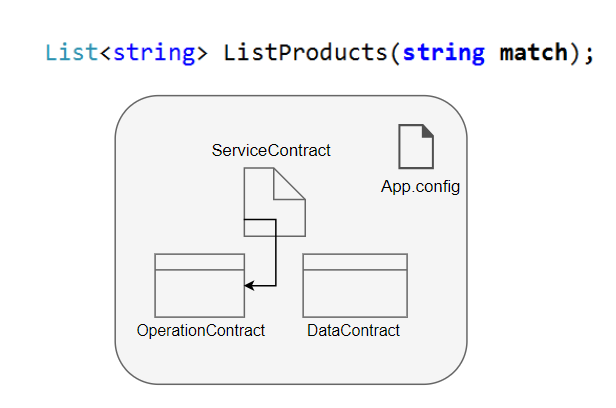 List<string> ListProducts(string match);
ServiceContract
App.config
OperationContract
DataContract